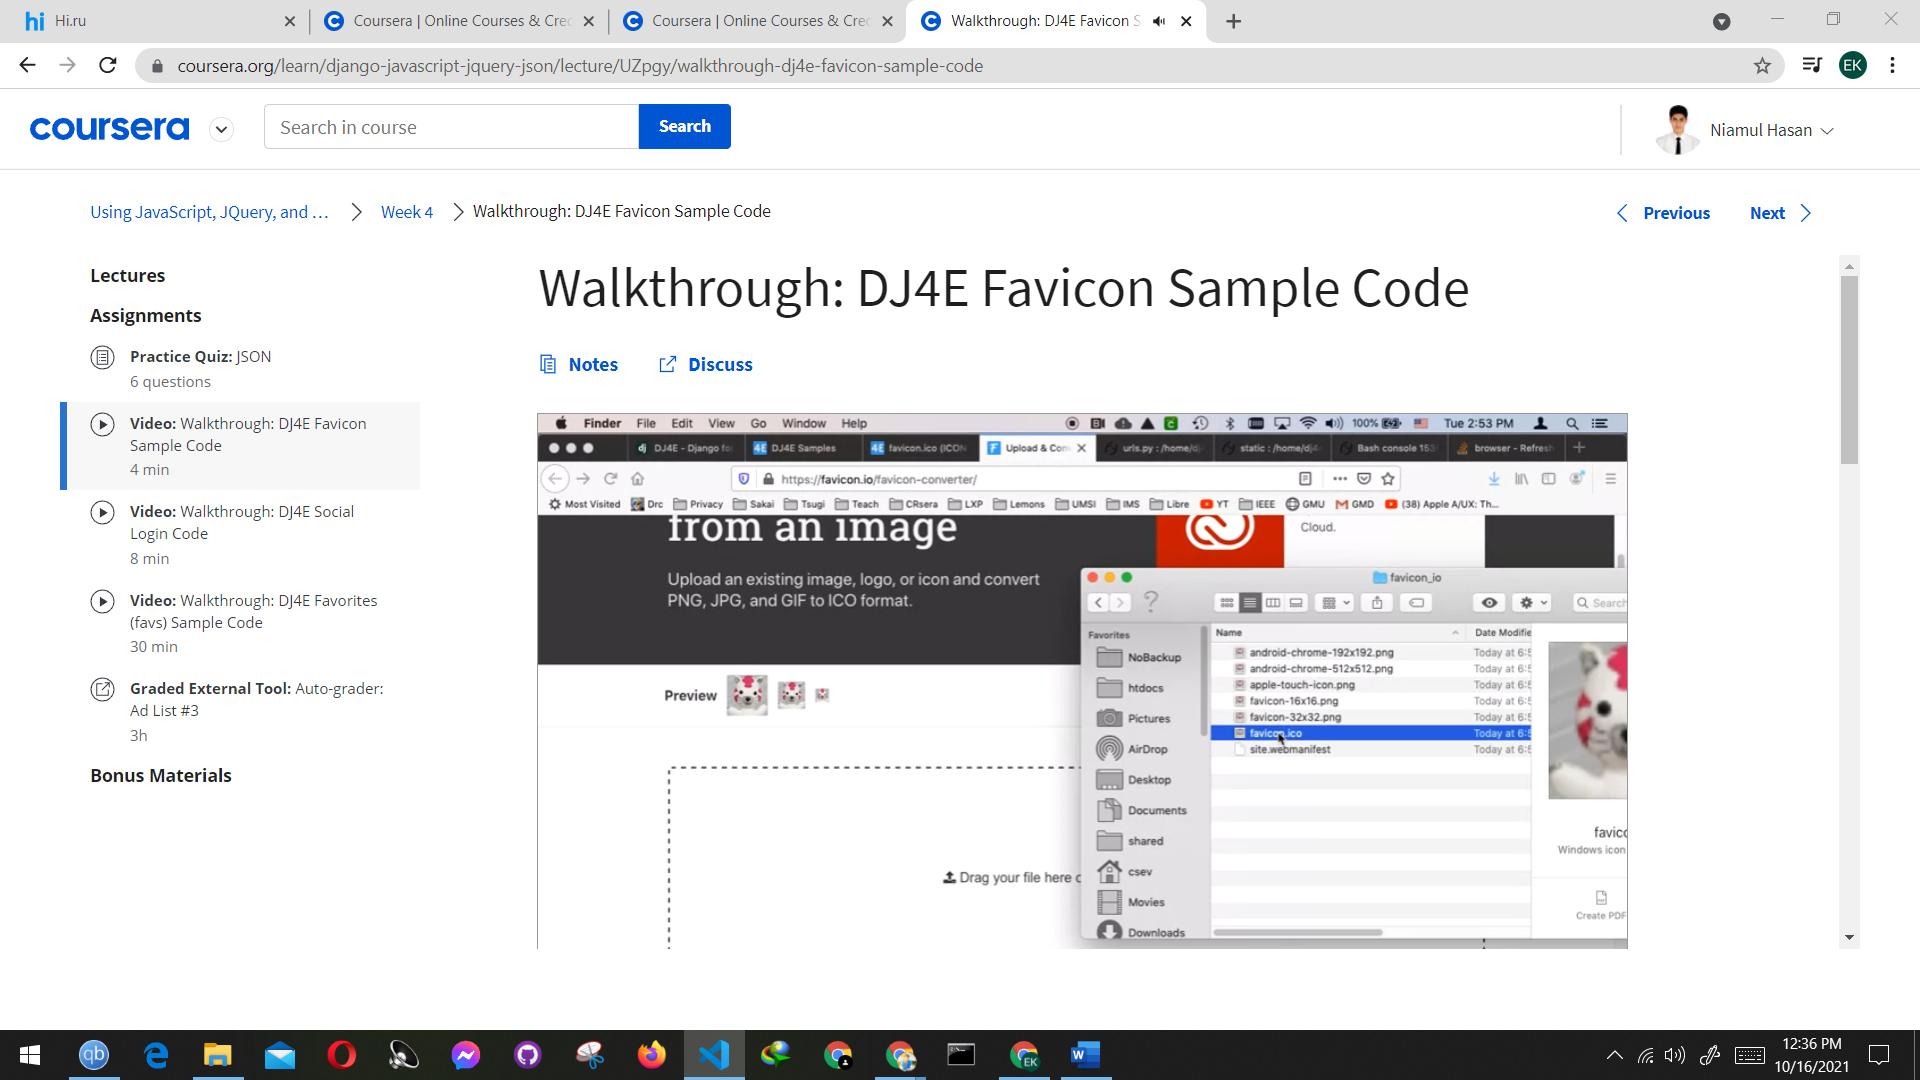 hi Hi.ru
Coursera | Online Courses & Cre
Coursera | Online Courses & Cre
Walkthrough: DJ4E Favicon S
coursera.org/learn/django-javascript-jquery-json/lecture/UZpgy/walkthrough-dj4e-favicon-sample-code
EK
coursera
Search in course
Search
Niamul Hasan
Using JavaScript, JQuery, and ...
Week 4
Walkthrough: DJ4E Favicon Sample Code
Previous
Next
Lectures
Assignments
Practice Quiz: JSON
6 questions
Video: Walkthrough: DJ4E Favicon
Sample Code
4 min
Video: Walkthrough: DJ4E Social
Login Code
8 min
Video: Walkthrough: DJ4E Favorites
(favs) Sample Code
30 min
Graded External Tool: Auto-grader:
Ad List #3
3h
Bonus Materials
Walkthrough: DJ4E Favicon Sample Code
Notes
Discuss
Finder File Edit View Go Window Help
100%
Tue 2:53 PM
dj DJ4E - Django fo
4E DJ4E Samples
4E favicon.ico (ICON
F Upload & Con
urls.py : /home/dj
static : /home/dj4
Bash console 153
browser - Refresh
https://favicon.io/favicon-converter/
Most Visited Drc Privacy Sakai Tsugi Teach CRsera LXP Lemons UMSI IMS Libre YT IEEE GMU GMD (38) Apple A/UX: Th...
from an image
Cloud.
Upload an existing image, logo, or icon and convert
PNG, JPG, and GIF to ICO format.
Preview
Drag your file here
favicon_io
Search
Favorites
NoBackup
htdocs
Pictures
AirDrop
Desktop
Documents
shared
csev
Movies
Downloads
Name Date Modifie
android-chrome-192x192.png Today at 6:5
android-chrome-512x512.png Today at 6:5
apple-touch-icon.png Today at 6:5
favicon-16x16.png Today at 6:5
favicon-32x32.png Today at 6:5
favicon.ico Today at 6:5
site.webmanifest Today at 6:5
favico
Windows icon
Create PDF
qb
EK
W
12:36 PM
10/16/2021